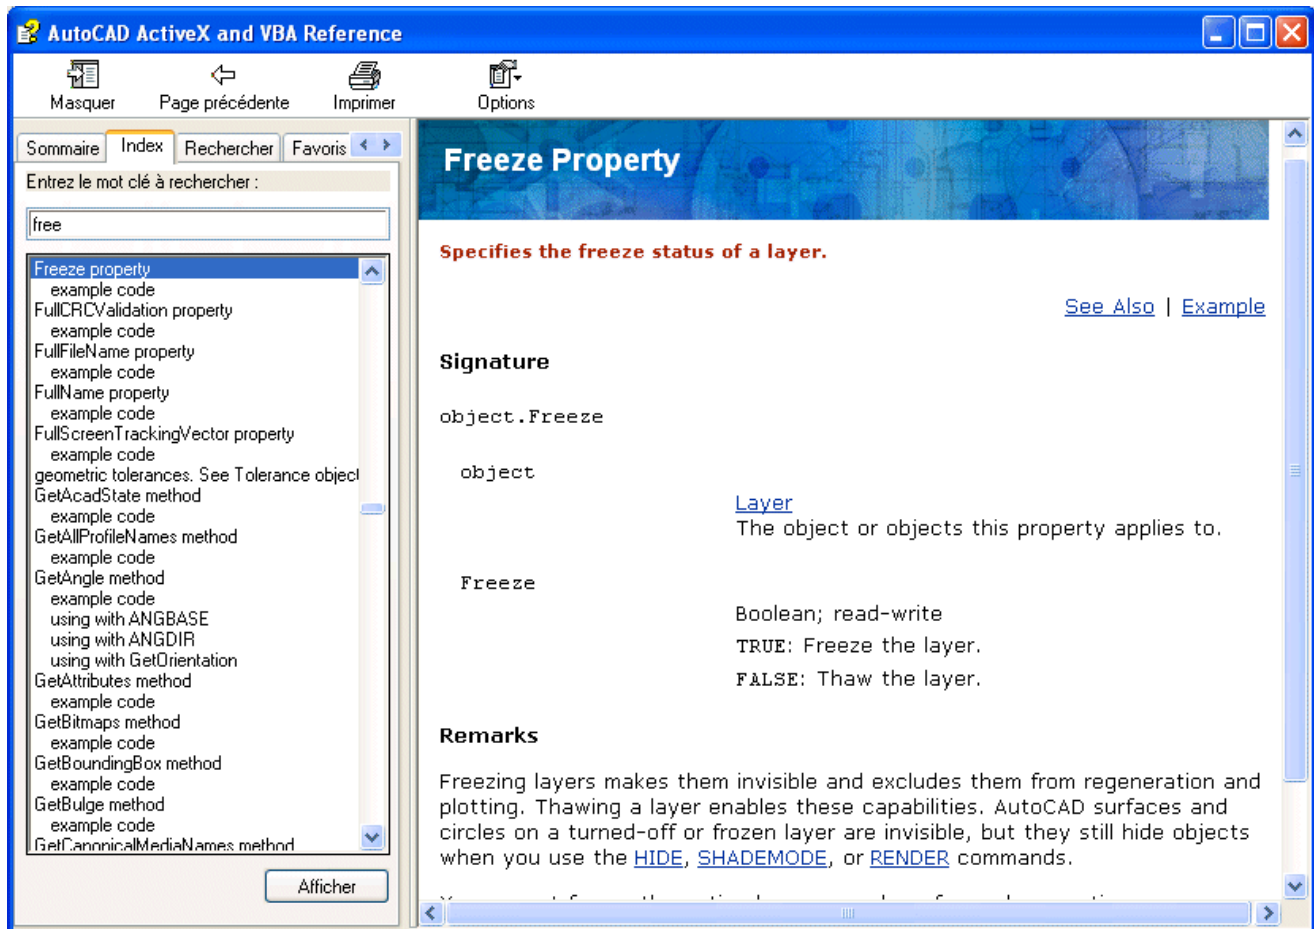 AutoCAD ActiveX and VBA Reference
Masquer Page précédente Imprimer Options
Sommaire Index Rechercher Favoris
Entrez le mot clé à rechercher :
free
Freeze property
example code
FullCRCValidation property
example code
FullFileName property
example code
FullName property
example code
FullScreenTrackingVector property
example code
geometric tolerances. See Tolerance object
GetAcadState method
example code
GetAllProfileNames method
example code
GetAngle method
example code
using with ANGBASE
using with ANGDIR
using with GetOrientation
GetAttributes method
example code
GetBitmaps method
example code
GetBoundingBox method
example code
GetBulge method
example code
GetCanonicalMediaNames method
Afficher
Freeze Property
Specifies the freeze status of a layer.
See Also | Example
Signature
object.Freeze
object
Layer
The object or objects this property applies to.
Freeze
Boolean; read-write
TRUE: Freeze the layer.
FALSE: Thaw the layer.
Remarks
Freezing layers makes them invisible and excludes them from regeneration and
plotting. Thawing a layer enables these capabilities. AutoCAD surfaces and
circles on a turned-off or frozen layer are invisible, but they still hide objects
when you use the HIDE, SHADEMODE, or RENDER commands.